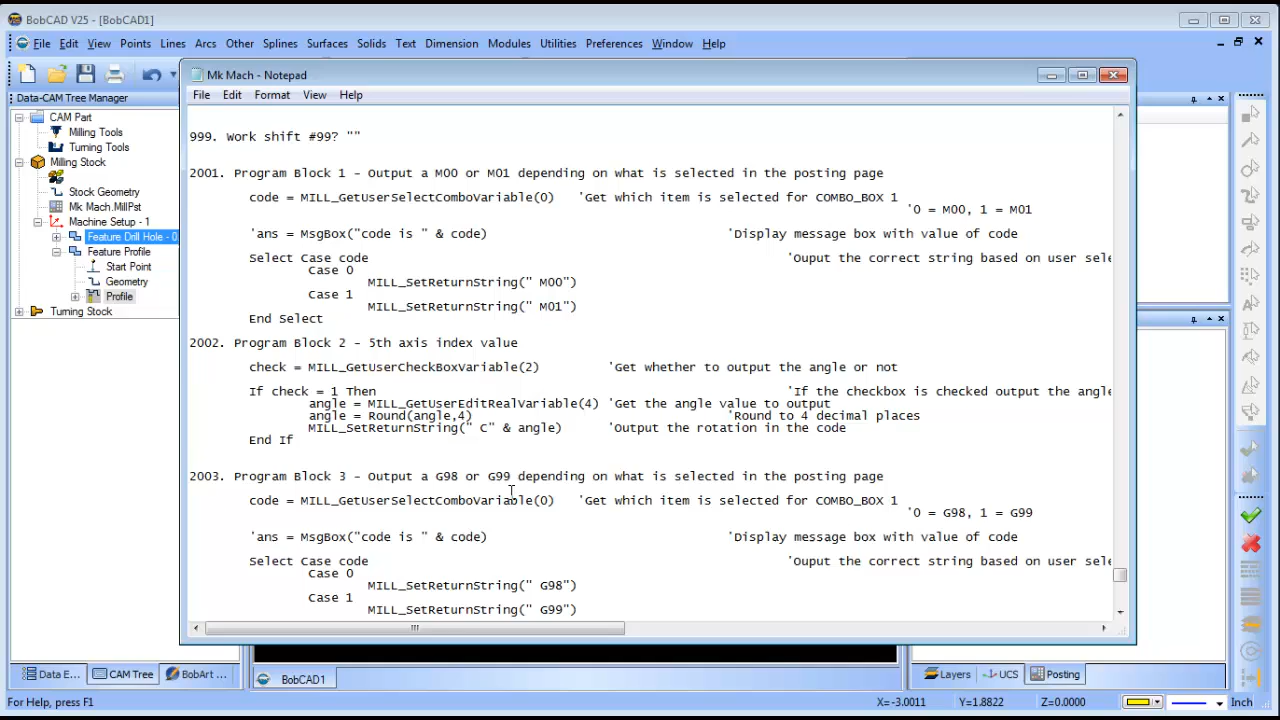 BobCAD V25 - [BobCAD1]
File Edit View Points Lines Arcs Other Splines Surfaces Solids Text Dimension Modules Utilities Preferences Window Help
Data-CAM Tree Manager
CAM Part
Milling Tools
Turning Tools
Milling Stock
Stock Geometry
Mk Mach.MillPst
Machine Setup - 1
Feature Drill Hole - 0
Feature Profile
Start Point
Geometry
Profile
Turning Stock
Mk Mach - Notepad
File Edit Format View Help
999. Work shift #99? ""
2001. Program Block 1 - Output a M00 or M01 depending on what is selected in the posting page
code = MILL_GetUserSelectComboVariable(0) 'Get which item is selected for COMBO_BOX 1
'0 = M00, 1 = M01
'ans = MsgBox("code is " & code) 'Display message box with value of code
Select Case code 'Ouput the correct string based on user sele
Case 0
MILL_SetReturnString(" M00")
Case 1
MILL_SetReturnString(" M01")
End Select
2002. Program Block 2 - 5th axis index value
check = MILL_GetUserCheckBoxVariable(2) 'Get whether to output the angle or not
If check = 1 Then 'If the checkbox is checked output the angle
angle = MILL_GetUserEditRealVariable(4) 'Get the angle value to output
angle = Round(angle,4) 'Round to 4 decimal places
MILL_SetReturnString(" C" & angle) 'Output the rotation in the code
End If
2003. Program Block 3 - Output a G98 or G99 depending on what is selected in the posting page
code = MILL_GetUserSelectComboVariable(0) 'Get which item is selected for COMBO_BOX 1
'0 = G98, 1 = G99
'ans = MsgBox("code is " & code) 'Display message box with value of code
Select Case code 'Ouput the correct string based on user sele
Case 0
MILL_SetReturnString(" G98")
Case 1
MILL_SetReturnString(" G99")
Data E... CAM Tree BobArt ...
BobCAD1
Layers UCS Posting
For Help, press F1
X=-3.0011 Y=1.8822 Z=0.0000 Inch